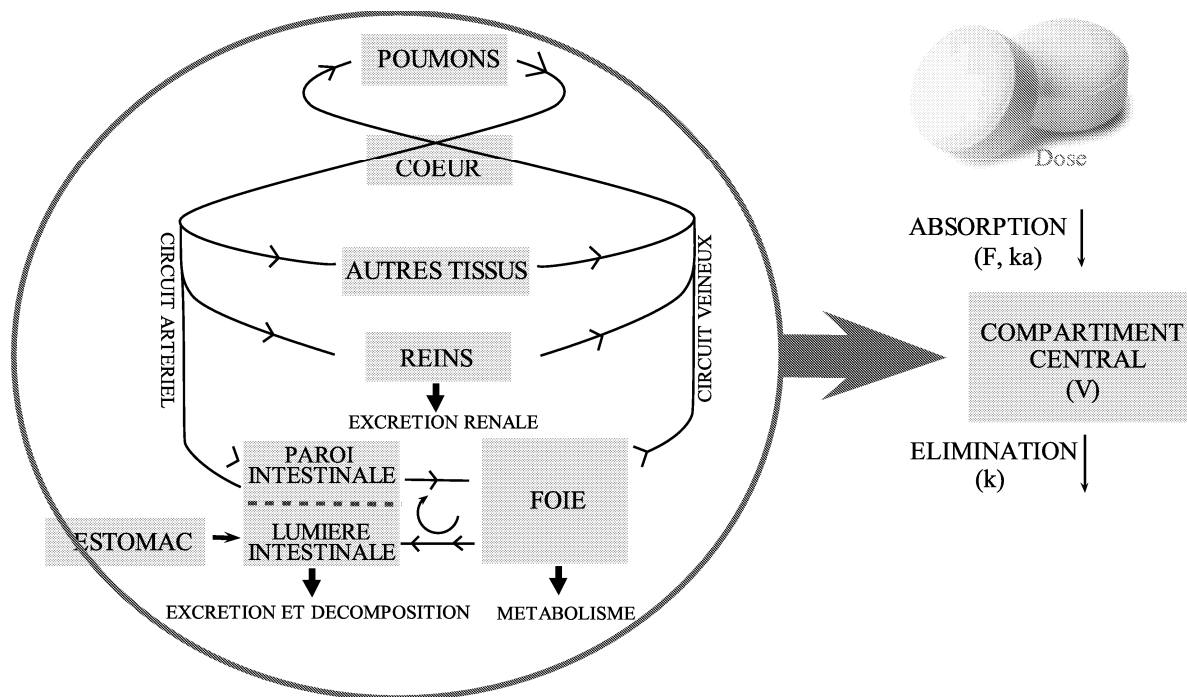 POUMONS
COEUR
CIRCUIT ARTERIEL
AUTRES TISSUS
CIRCUIT VEINEUX
REINS
EXCRETION RENALE
PAROI
INTESTINALE
FOIE
ESTOMAC
LUMIERE
INTESTINALE
EXCRETION ET DECOMPOSITION
METABOLISME
Dose
ABSORPTION
(F, ka)
COMPARTIMENT
CENTRAL
(V)
ELIMINATION
(k)